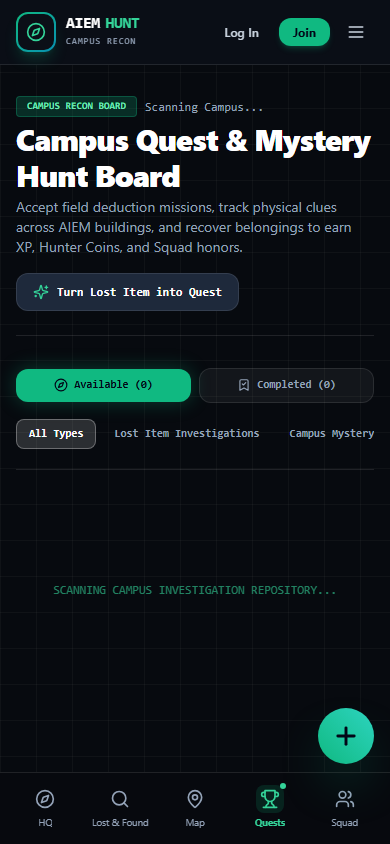 AIEM HUNT
CAMPUS RECON
Log In
Join
CAMPUS RECON BOARD
Scanning Campus...
Campus Quest & Mystery
Hunt Board
Accept field deduction missions, track physical clues
across AIEM buildings, and recover belongings to earn
XP, Hunter Coins, and Squad honors.
Turn Lost Item into Quest
Available (0)
Completed (0)
All Types
Lost Item Investigations
Campus Mystery
SCANNING CAMPUS INVESTIGATION REPOSITORY...
HQ
Lost & Found
Map
Quests
Squad